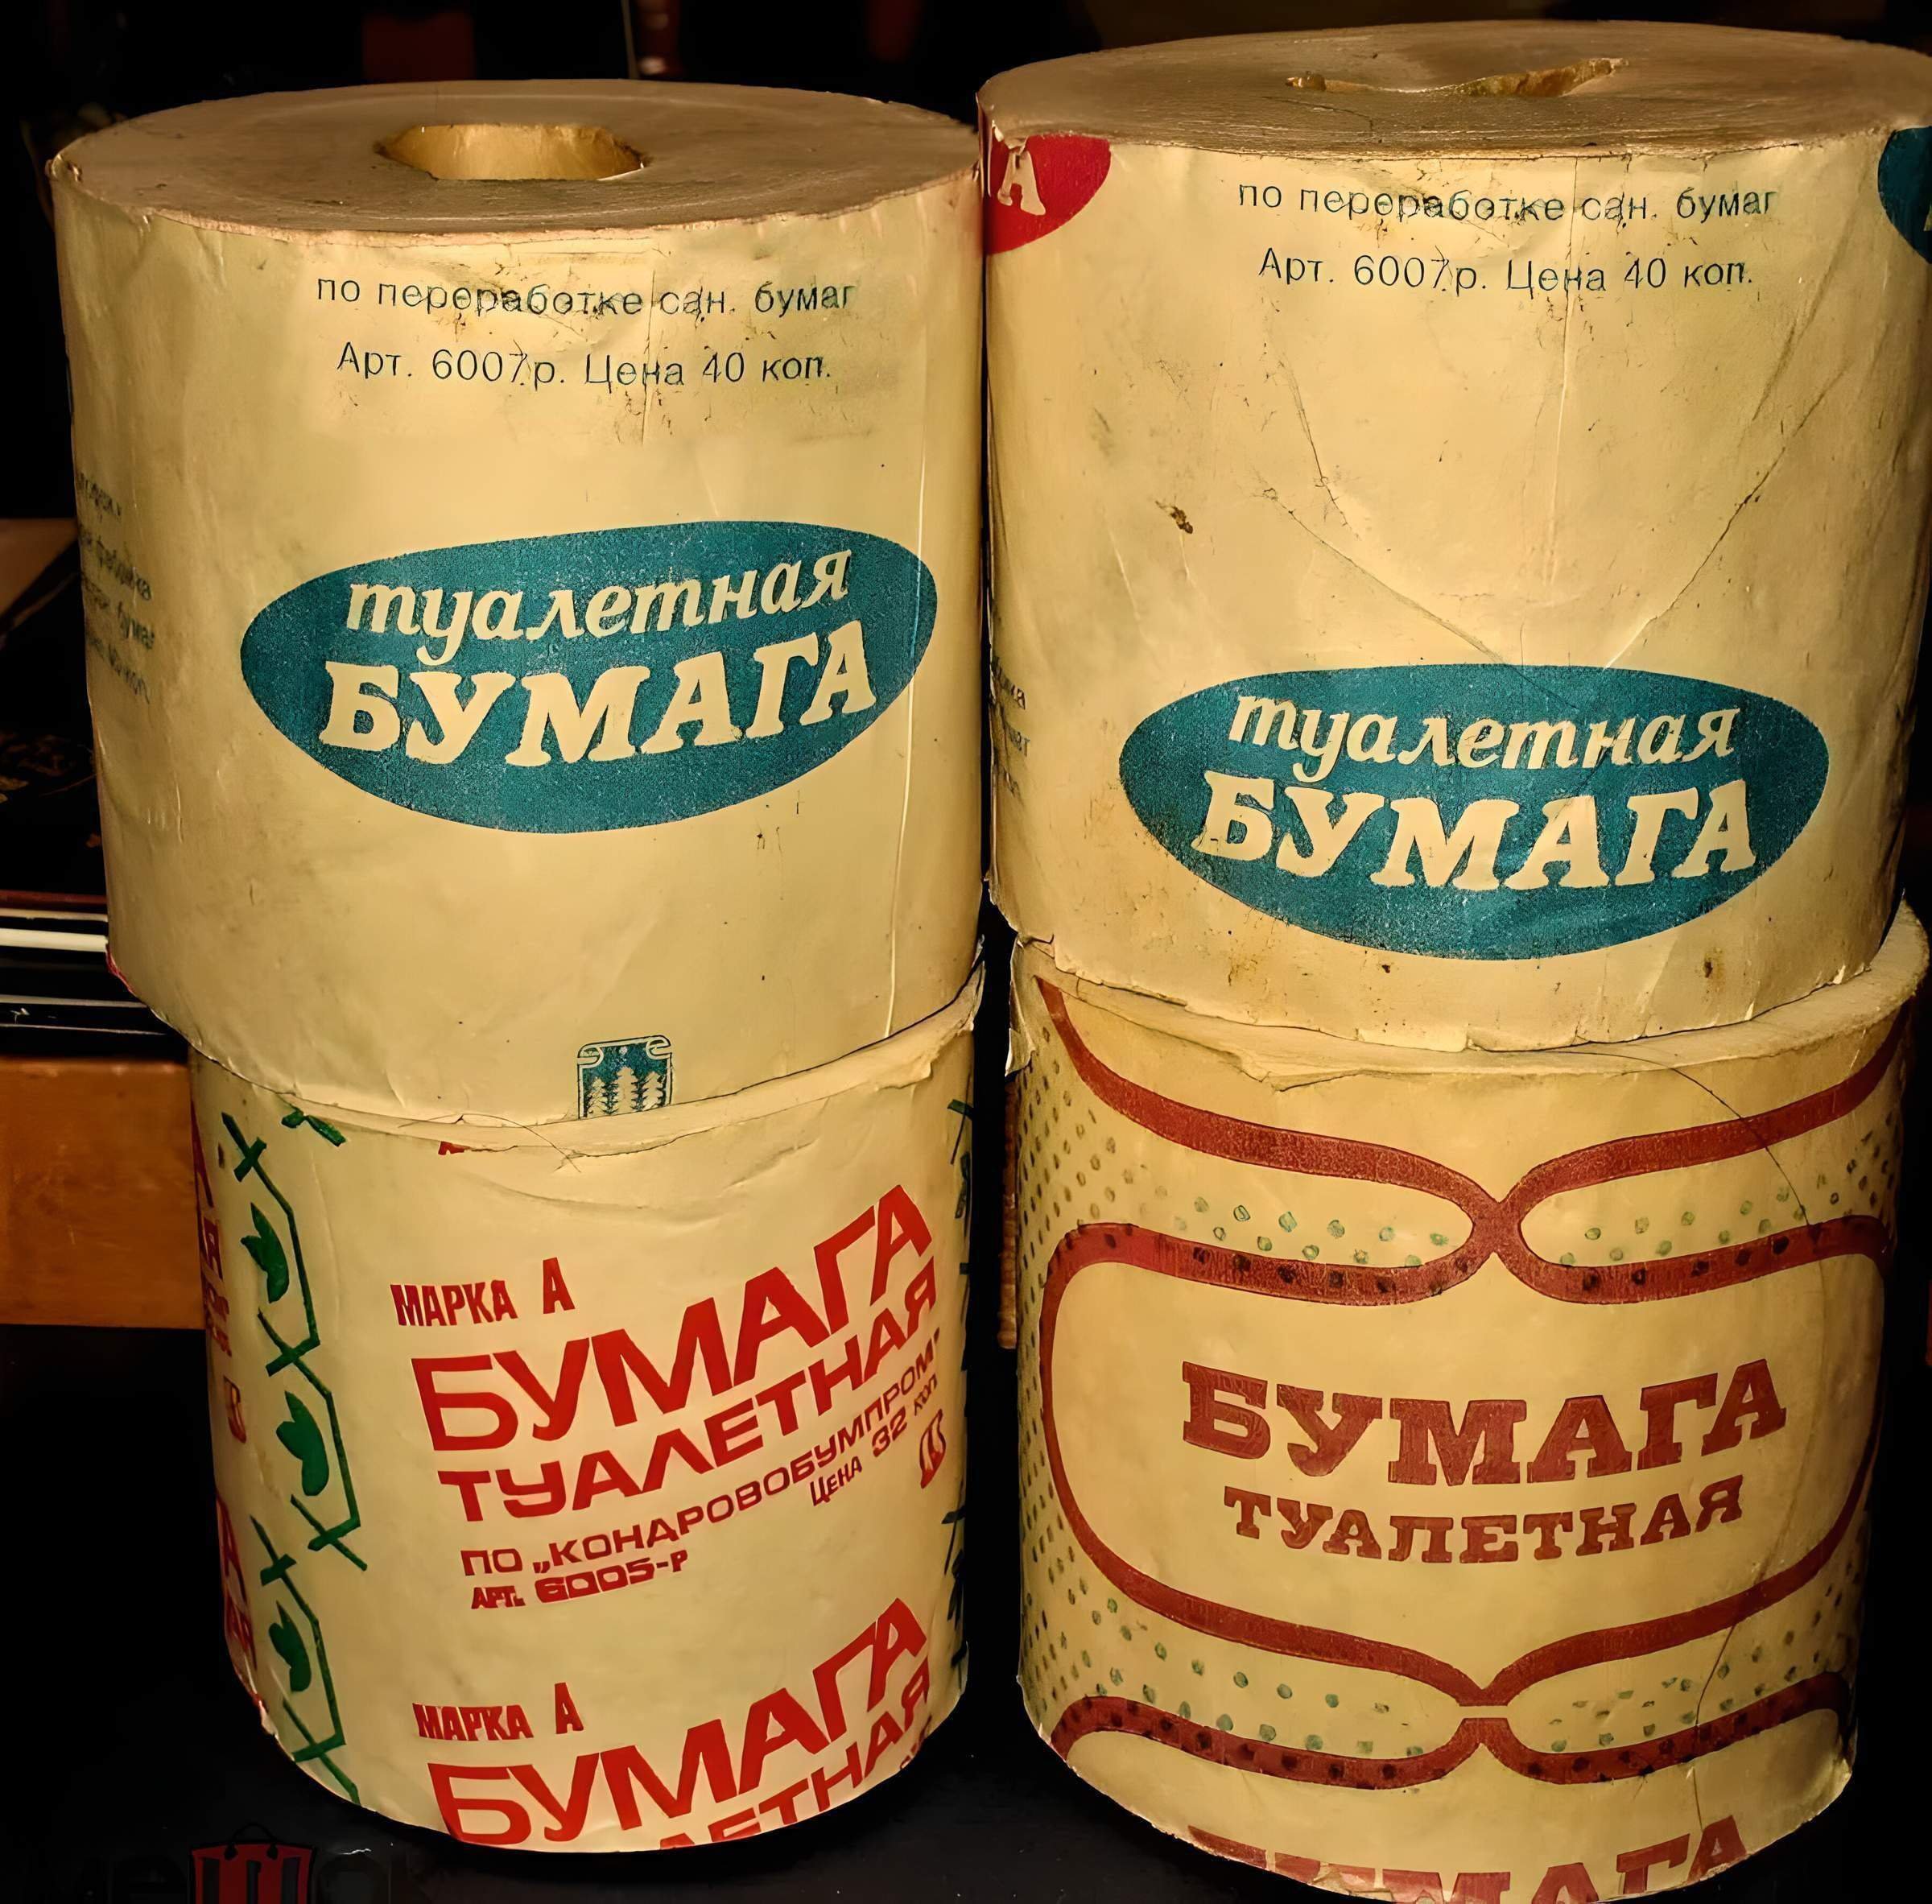 по переработке сан. бумаг
Арт. 6007р. Цена 40 коп.
туалетная
БУМАГА
по переработке сан. бумаг
Арт. 6007р. Цена 40 коп.
туалетная
БУМАГА
МАРКА А
БУМАГА
ТУАЛЕТНАЯ
ПО „КОНДРОВОБУМПРОМ"
ЦЕНА 32 КОП
АРТ. 6005-Р
МАРКА А
БУМАГА
БУМАГА
ТУАЛЕТНАЯ